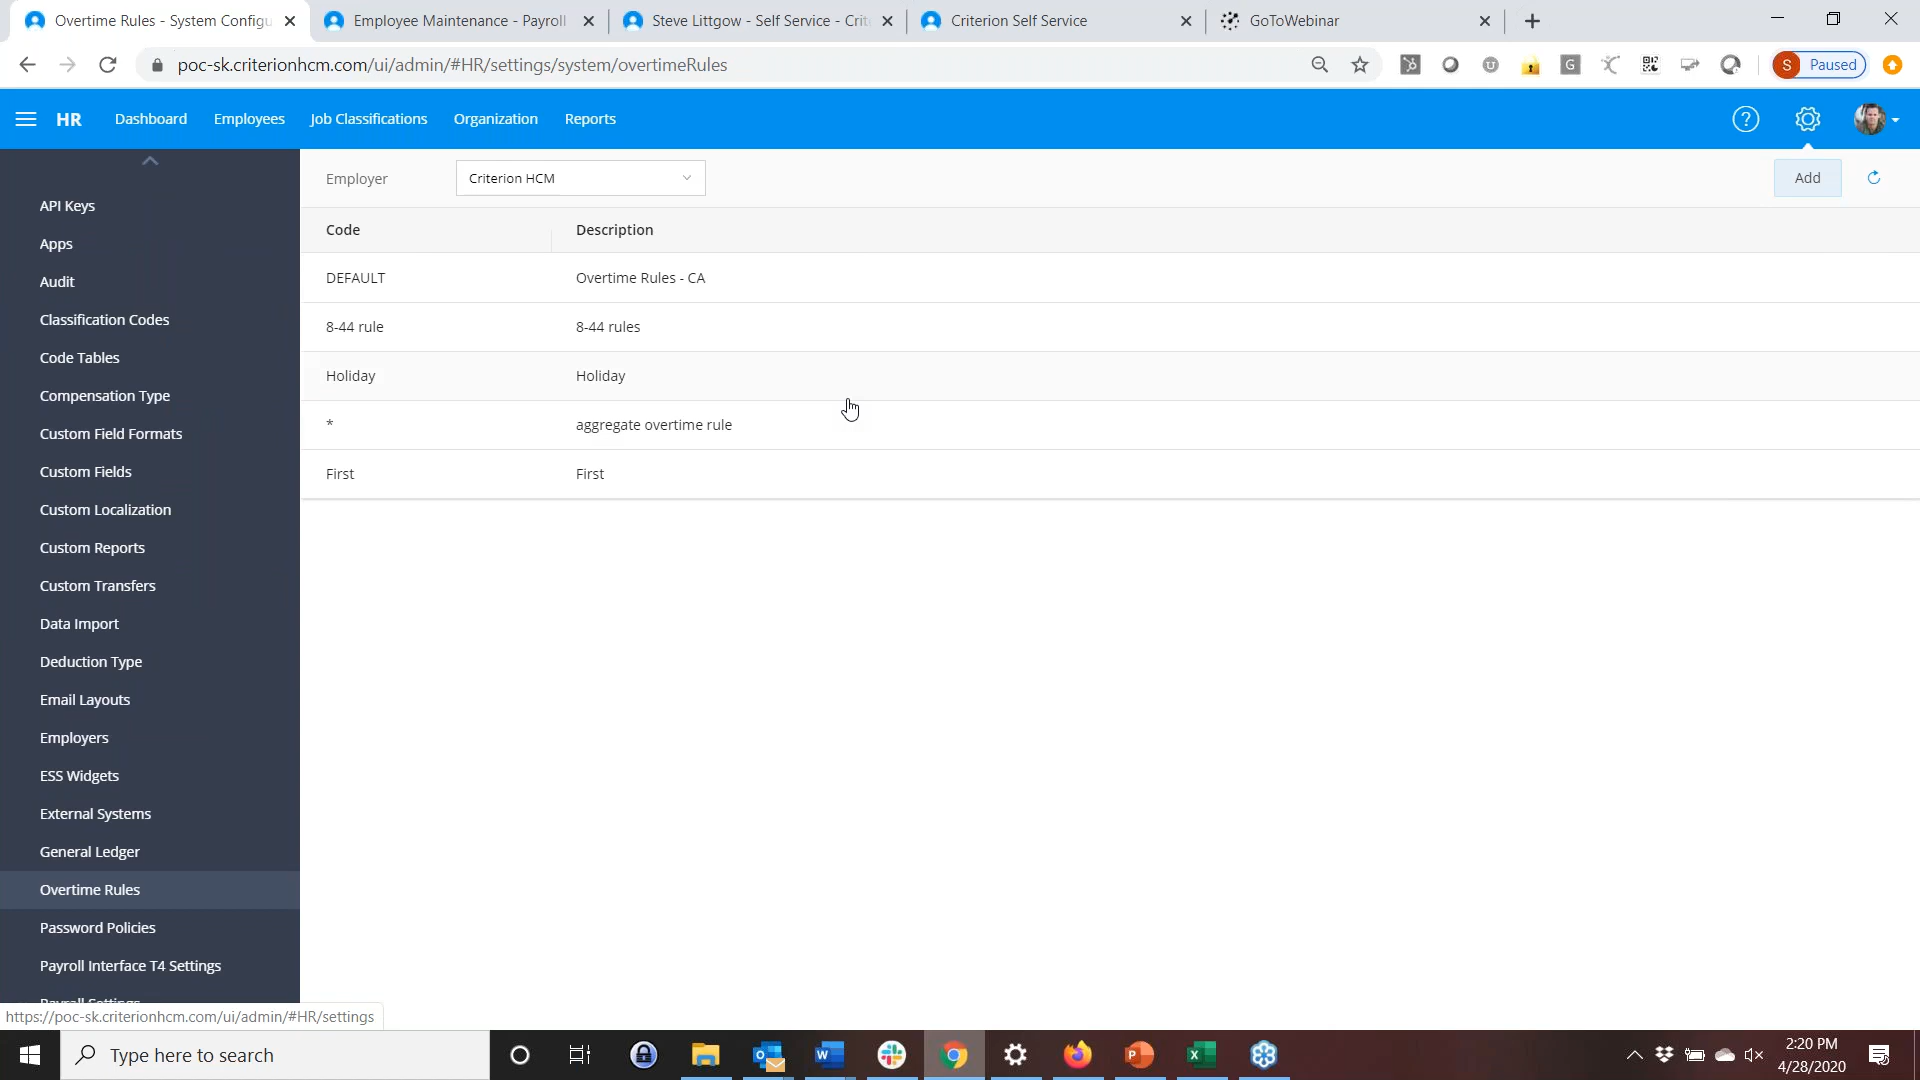 Overtime Rules - System Configu
Employee Maintenance - Payroll
Steve Littgow - Self Service - Crite
Criterion Self Service
GoToWebinar
poc-sk.criterionhcm.com/ui/admin/#HR/settings/system/overtimeRules
S Paused
HR
Dashboard
Employees
Job Classifications
Organization
Reports
API Keys
Apps
Audit
Classification Codes
Code Tables
Compensation Type
Custom Field Formats
Custom Fields
Custom Localization
Custom Reports
Custom Transfers
Data Import
Deduction Type
Email Layouts
Employers
ESS Widgets
External Systems
General Ledger
Overtime Rules
Password Policies
Payroll Interface T4 Settings
Payroll Settings
Employer
Criterion HCM
Add
Code Description
DEFAULT Overtime Rules - CA
8-44 rule 8-44 rules
Holiday Holiday
* aggregate overtime rule
First First
https://poc-sk.criterionhcm.com/ui/admin/#HR/settings
Type here to search
2:20 PM
4/28/2020